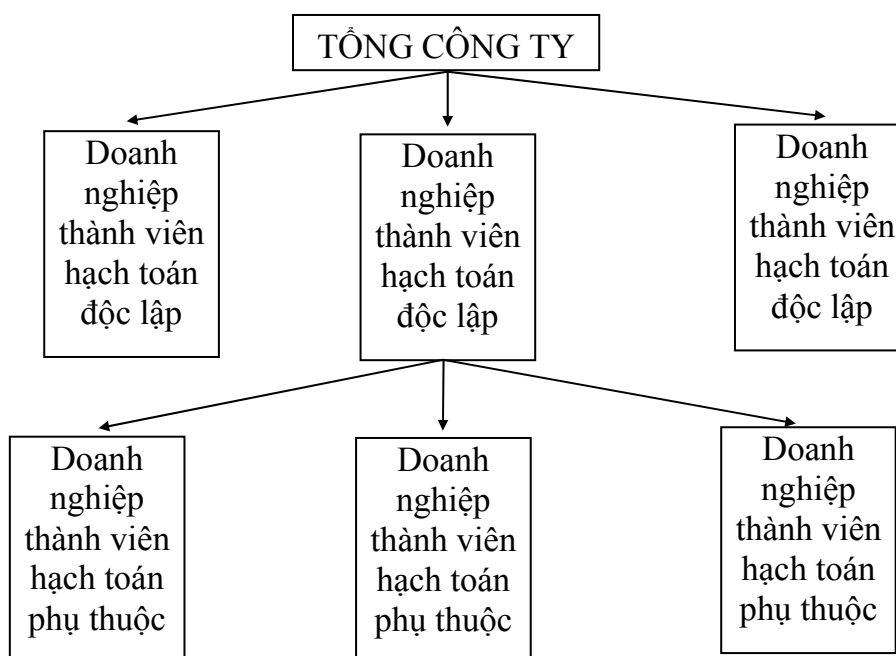 TỔNG CÔNG TY
Doanh
nghiệp
thành viên
hạch toán
độc lập
Doanh
nghiệp
thành viên
hạch toán
độc lập
Doanh
nghiệp
thành viên
hạch toán
độc lập
Doanh
nghiệp
thành viên
hạch toán
phụ thuộc
Doanh
nghiệp
thành viên
hạch toán
phụ thuộc
Doanh
nghiệp
thành viên
hạch toán
phụ thuộc